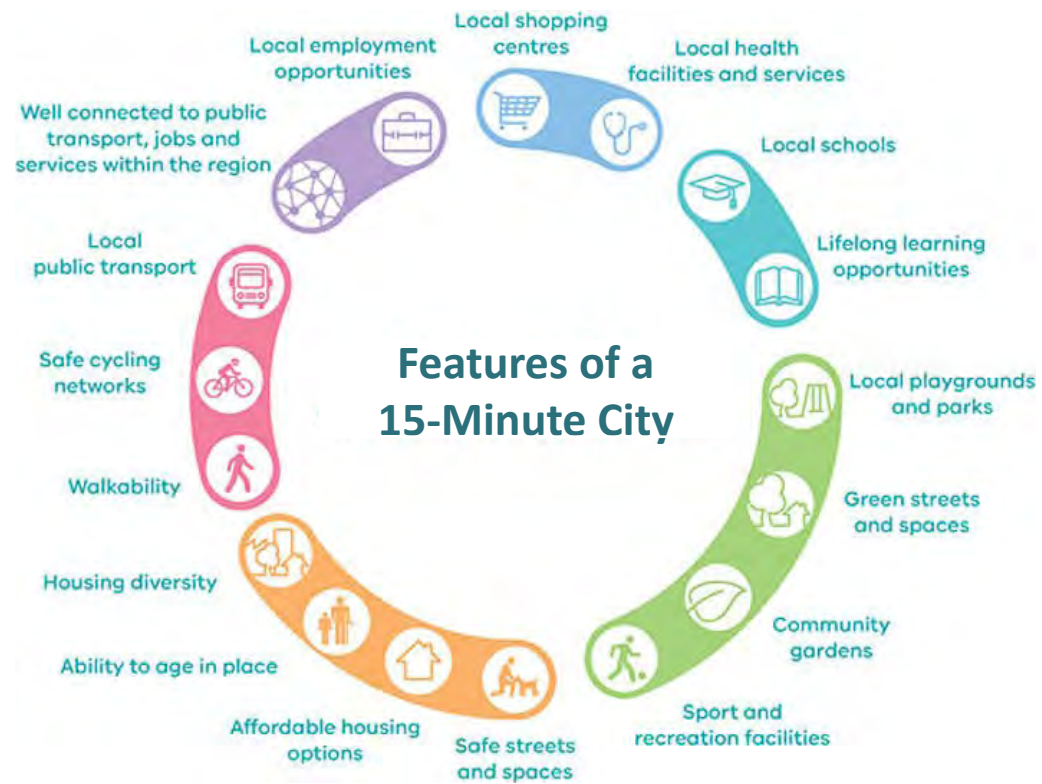 Features of a
15-Minute City
Local shopping
centres
Local health
facilities and services
Local schools
Lifelong learning
opportunities
Local playgrounds
and parks
Green streets
and spaces
Community
gardens
Sport and
recreation facilities
Safe streets
and spaces
Affordable housing
options
Ability to age in place
Housing diversity
Walkability
Safe cycling
networks
Local
public transport
Well connected to public
transport, jobs and
services within the region
Local employment
opportunities